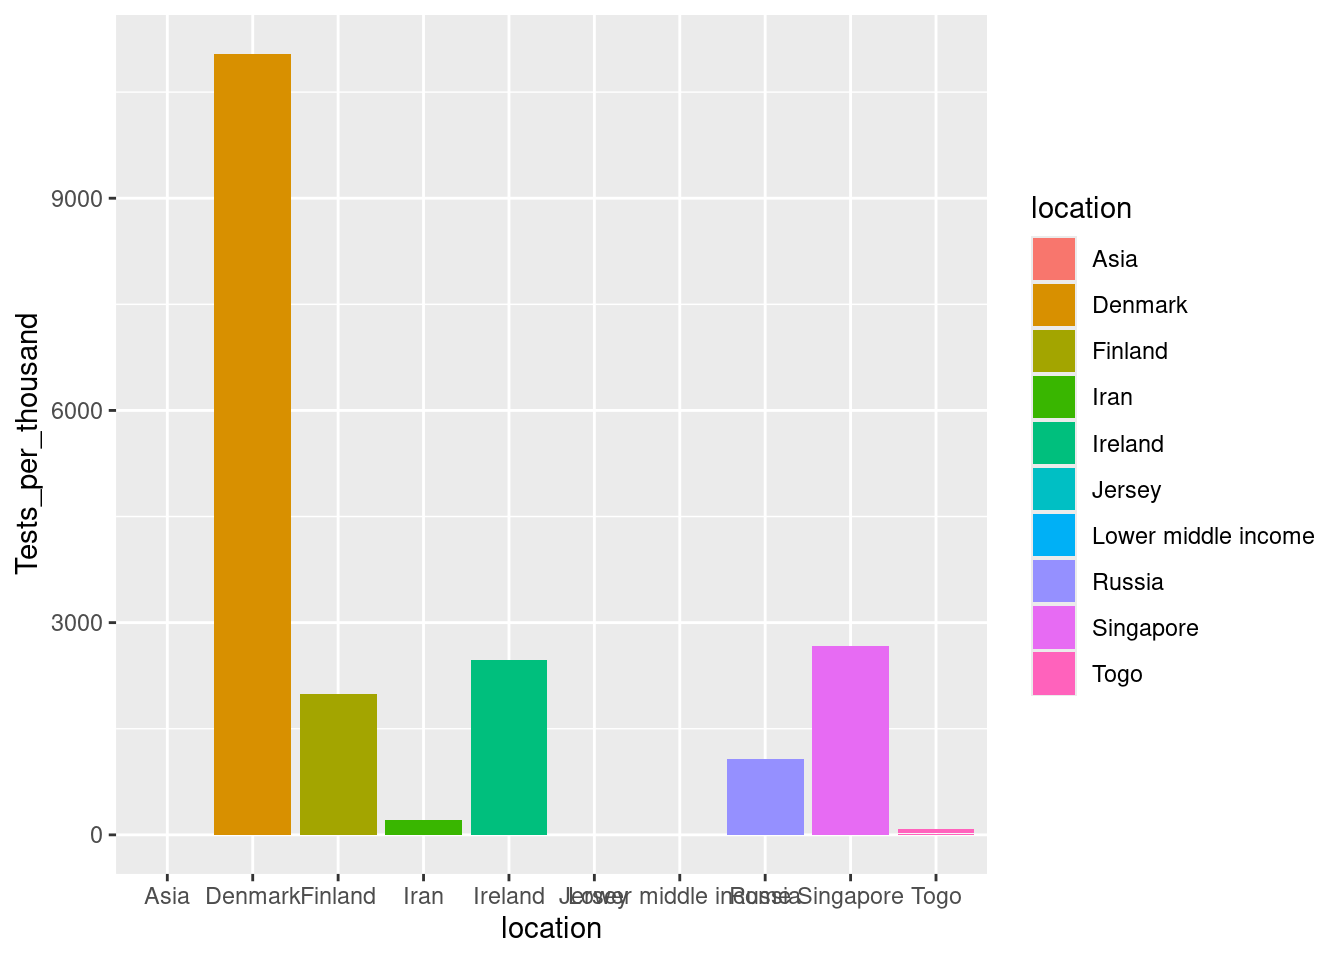 Tests_per_thousand
9000
6000
3000
0
Asia
Denmark
Finland
Iran
Ireland
Jersey
Lower middle income
Russia
Singapore
Togo
location
location
Asia
Denmark
Finland
Iran
Ireland
Jersey
Lower middle income
Russia
Singapore
Togo